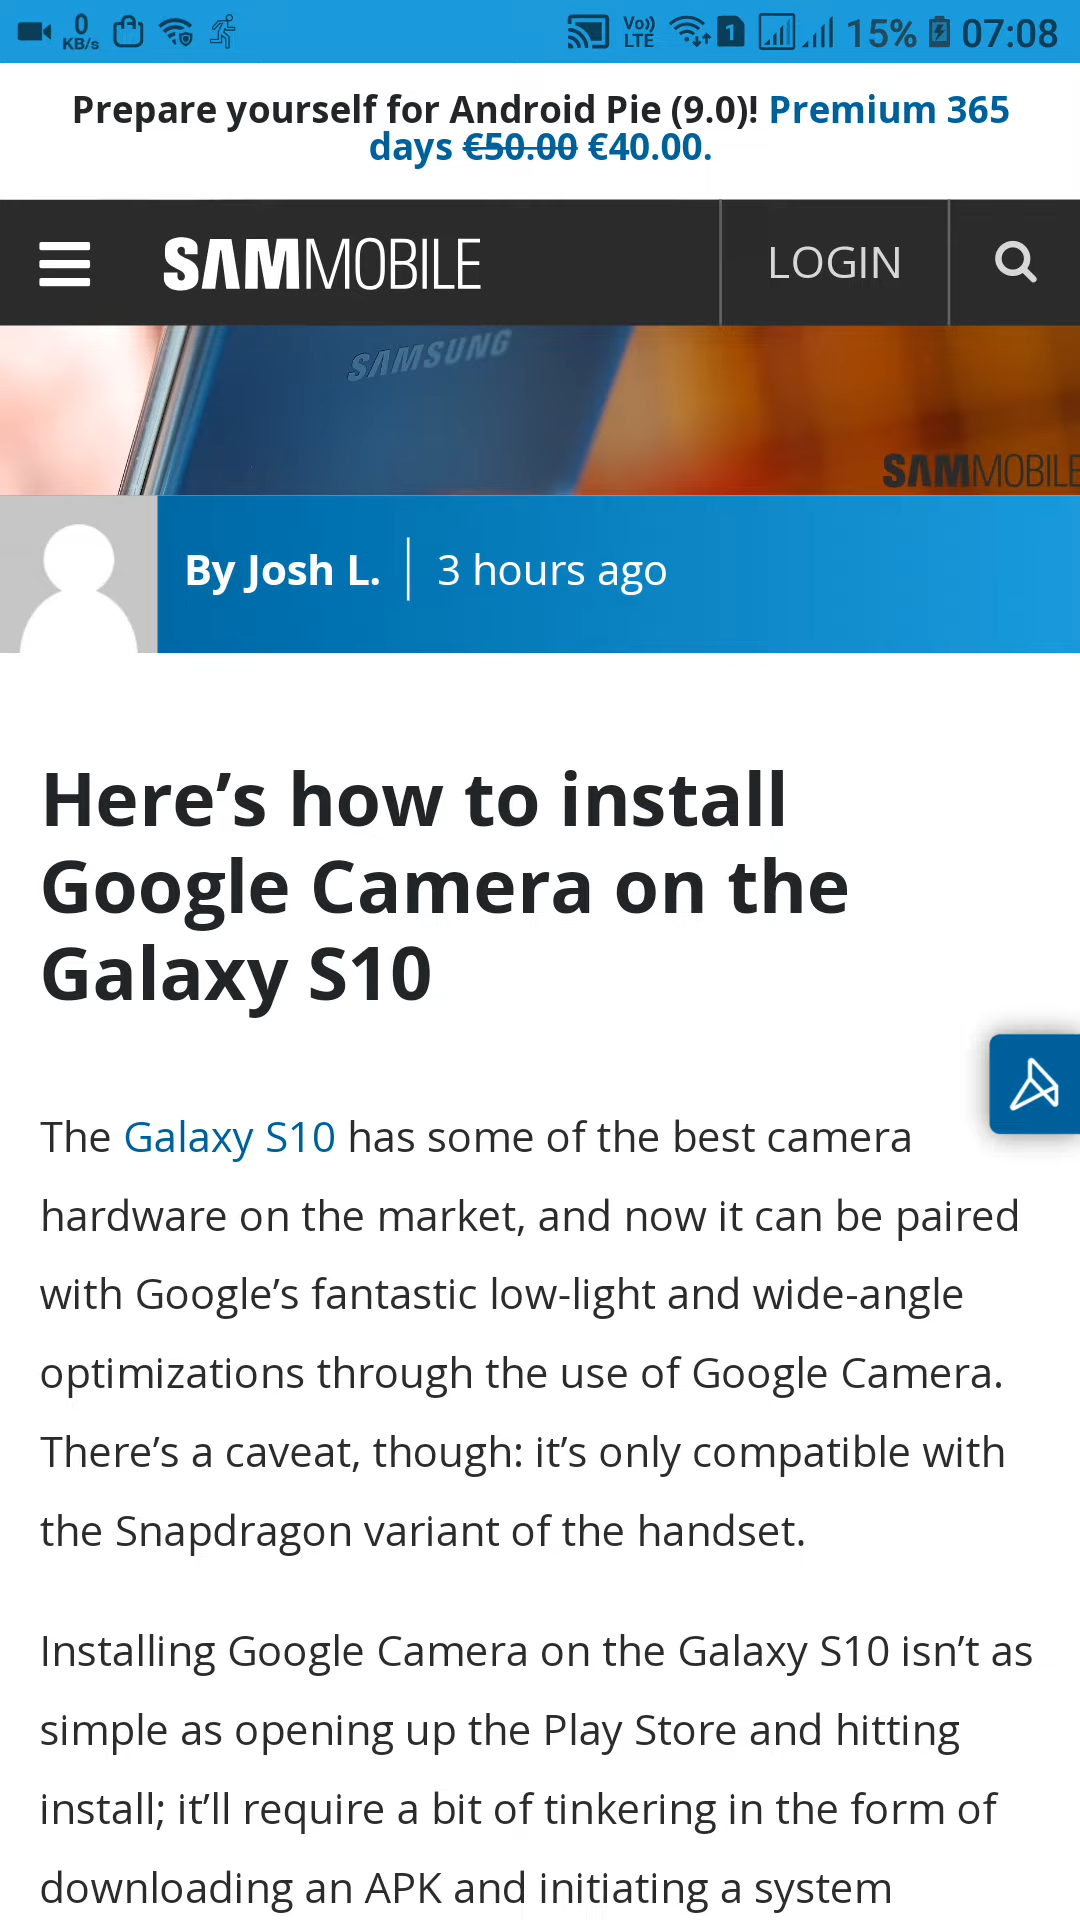 0
KB/s
Vo))
LTE
1
15%
07:08
Prepare yourself for Android Pie (9.0)! Premium 365
days €50.00 €40.00.
SAMMOBILE
LOGIN
SAMSUNG
SAMMOBILE
By Josh L.
3 hours ago
Here’s how to install
Google Camera on the
Galaxy S10
The Galaxy S10 has some of the best camera
hardware on the market, and now it can be paired
with Google’s fantastic low-light and wide-angle
optimizations through the use of Google Camera.
There’s a caveat, though: it’s only compatible with
the Snapdragon variant of the handset.
Installing Google Camera on the Galaxy S10 isn’t as
simple as opening up the Play Store and hitting
install; it’ll require a bit of tinkering in the form of
downloading an APK and initiating a system